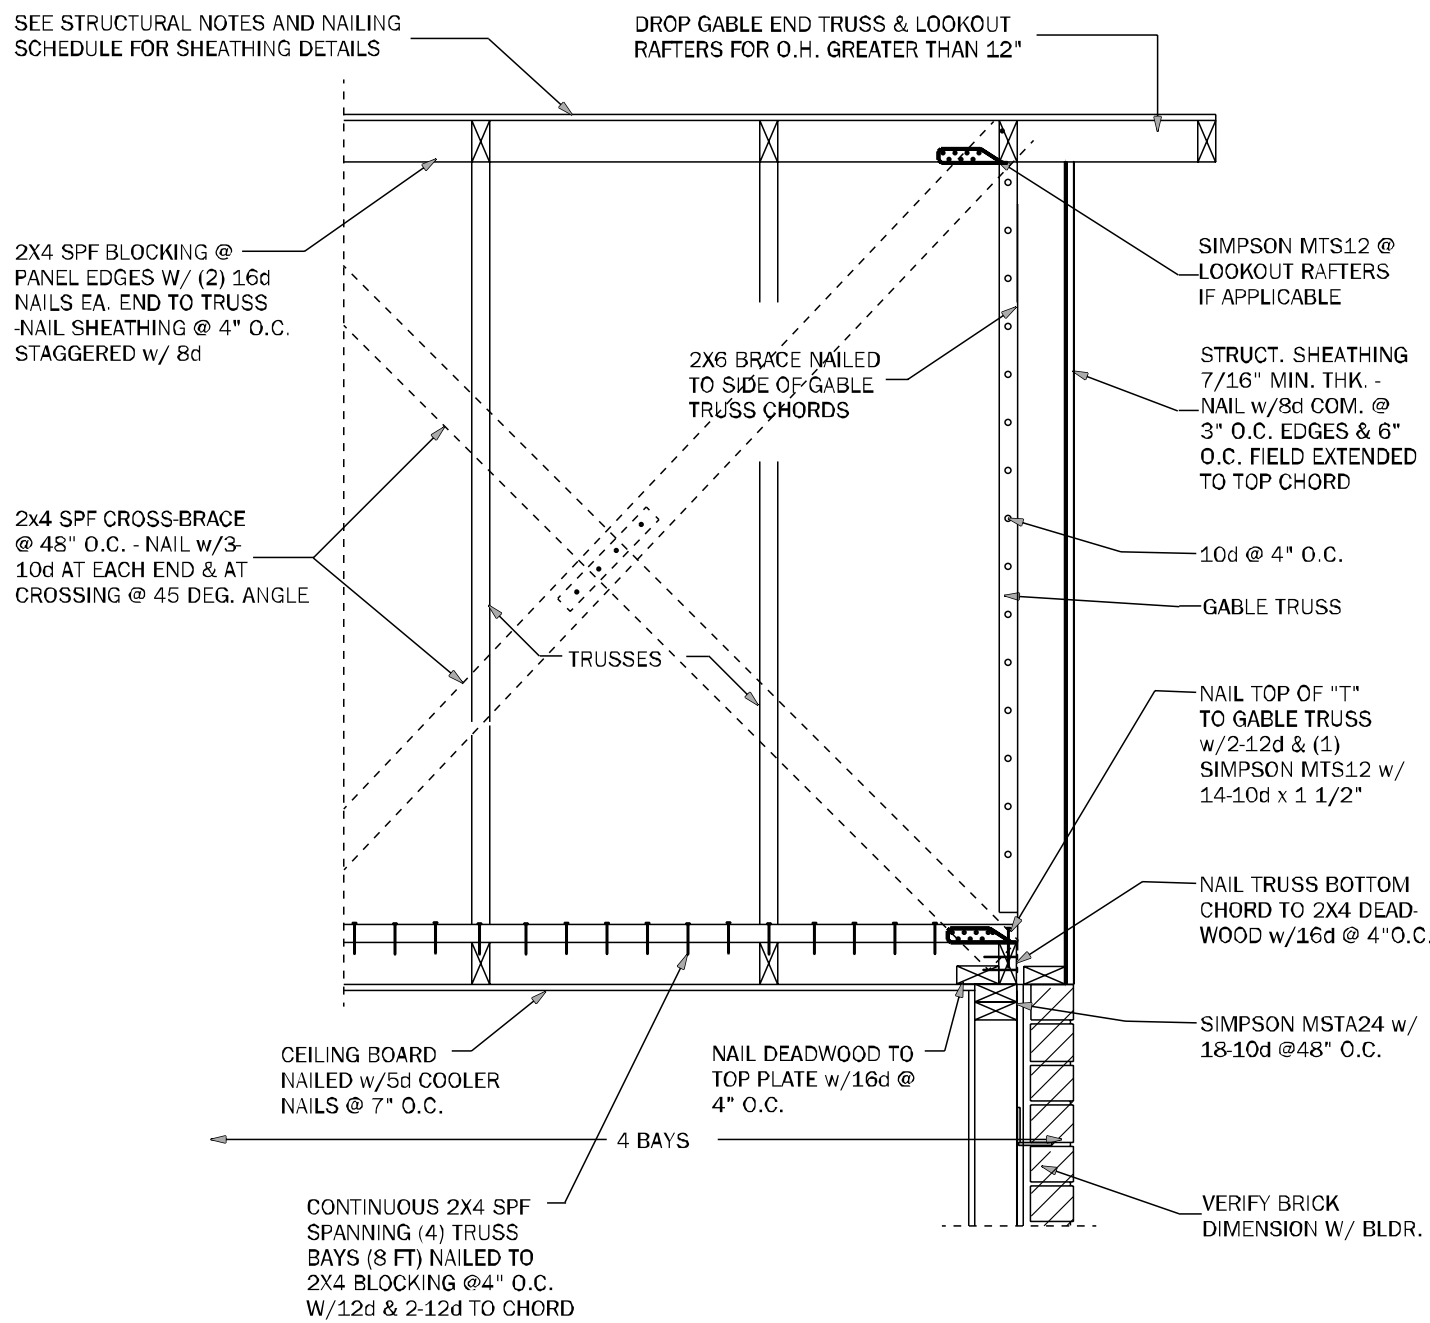 SEE STRUCTURAL NOTES AND NAILING
SCHEDULE FOR SHEATHING DETAILS
DROP GABLE END TRUSS & LOOKOUT
RAFTERS FOR O.H. GREATER THAN 12"
2X4 SPF BLOCKING @
PANEL EDGES W/ (2) 16d
NAILS EA. END TO TRUSS
-NAIL SHEATHING @ 4" O.C.
STAGGERED w/ 8d
SIMPSON MTS12 @
LOOKOUT RAFTERS
IF APPLICABLE
2X6 BRACE NAILED
TO SIDE OF GABLE
TRUSS CHORDS
STRUCT. SHEATHING
7/16" MIN. THK. -
NAIL w/8d COM. @
3" O.C. EDGES & 6"
O.C. FIELD EXTENDED
TO TOP CHORD
2x4 SPF CROSS-BRACE
@ 48" O.C. - NAIL w/3-
10d AT EACH END & AT
CROSSING @ 45 DEG. ANGLE
10d @ 4" O.C.
GABLE TRUSS
TRUSSES
NAIL TOP OF "T"
TO GABLE TRUSS
w/2-12d & (1)
SIMPSON MTS12 w/
14-10d x 1 1/2"
NAIL TRUSS BOTTOM
CHORD TO 2X4 DEAD-
WOOD w/16d @ 4"O.C.
SIMPSON MSTA24 w/
18-10d @48" O.C.
CEILING BOARD
NAILED w/5d COOLER
NAILS @ 7" O.C.
NAIL DEADWOOD TO
TOP PLATE w/16d @
4" O.C.
4 BAYS
CONTINUOUS 2X4 SPF
SPANNING (4) TRUSS
BAYS (8 FT) NAILED TO
2X4 BLOCKING @4" O.C.
W/12d & 2-12d TO CHORD
VERIFY BRICK
DIMENSION W/ BLDR.